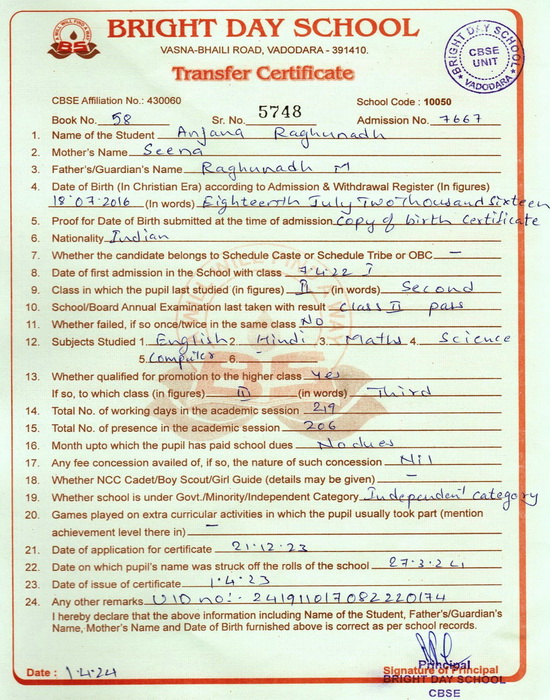 BRIGHT DAY SCHOOL
VASNA-BHAILI ROAD, VADODARA - 391410.
Transfer Certificate
BRIGHT DAY SCHOOL
CBSE
UNIT
VADODARA
CBSE Affiliation No.: 430060
School Code : 10050
Book No. 58 Sr. No. 5748 Admission No. 7667
1. Name of the Student Anjana Raghunadh
2. Mother's Name Seena
3. Father's/Guardian's Name Raghunadh M
4. Date of Birth (In Christian Era) according to Admission & Withdrawal Register (In figures)
18.07.2016 (In words) Eighteenth July Two thousand sixteen
5. Proof for Date of Birth submitted at the time of admission Copy of birth certificate
6. Nationality Indian
7. Whether the candidate belongs to Schedule Caste or Schedule Tribe or OBC —
8. Date of first admission in the School with class 7.4.22 I
9. Class in which the pupil last studied (in figures) II (in words) Second
10. School/Board Annual Examination last taken with result Class II pass
11. Whether failed, if so once/twice in the same class No
12. Subjects Studied 1. English 2. Hindi 3. Maths 4. Science
5. Computer 6. –
13. Whether qualified for promotion to the higher class yes
If so, to which class (in figures) III (in words) Third
14. Total No. of working days in the academic session 219
15. Total No. of presence in the academic session 206
16. Month upto which the pupil has paid school dues No dues
17. Any fee concession availed of, if so, the nature of such concession Nil
18. Whether NCC Cadet/Boy Scout/Girl Guide (details may be given) –
19. Whether school is under Govt./Minority/Independent Category Independent category
20. Games played on extra curricular activities in which the pupil usually took part (mention
achievement level there in) —
21. Date of application for certificate 21.12.23
22. Date on which pupil's name was struck off the rolls of the school 27.3.24
23. Date of issue of certificate 1.4.23
24. Any other remarks UID no:- 241911017082220174
I hereby declare that the above information including Name of the Student, Father's/Guardian's
Name, Mother's Name and Date of Birth furnished above is correct as per school records.
Date : 1.4.24
Principal
Signature of Principal
BRIGHT DAY SCHOOL
CBSE